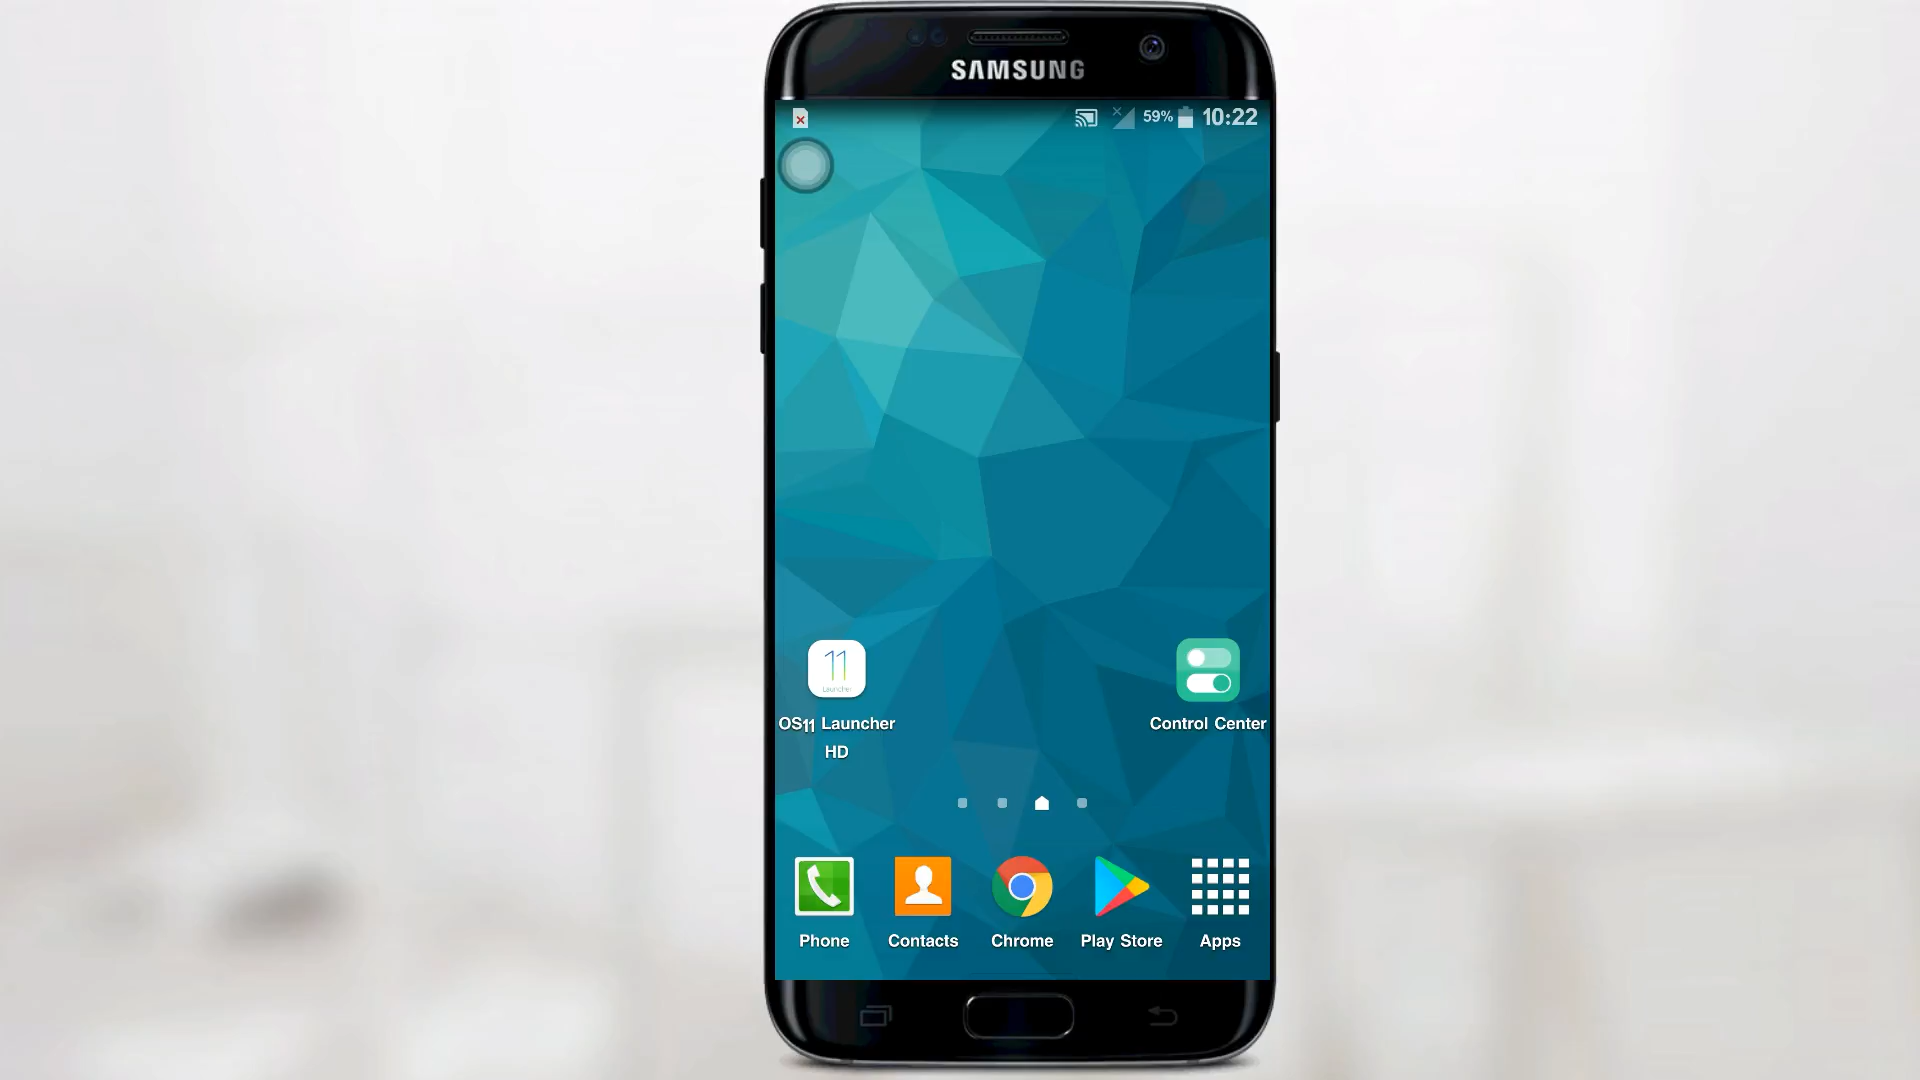 SAMSUNG
59% 10:22
11
Launcher
OS11 Launcher
HD
Control Center
Phone
Contacts
Chrome
Play Store
Apps